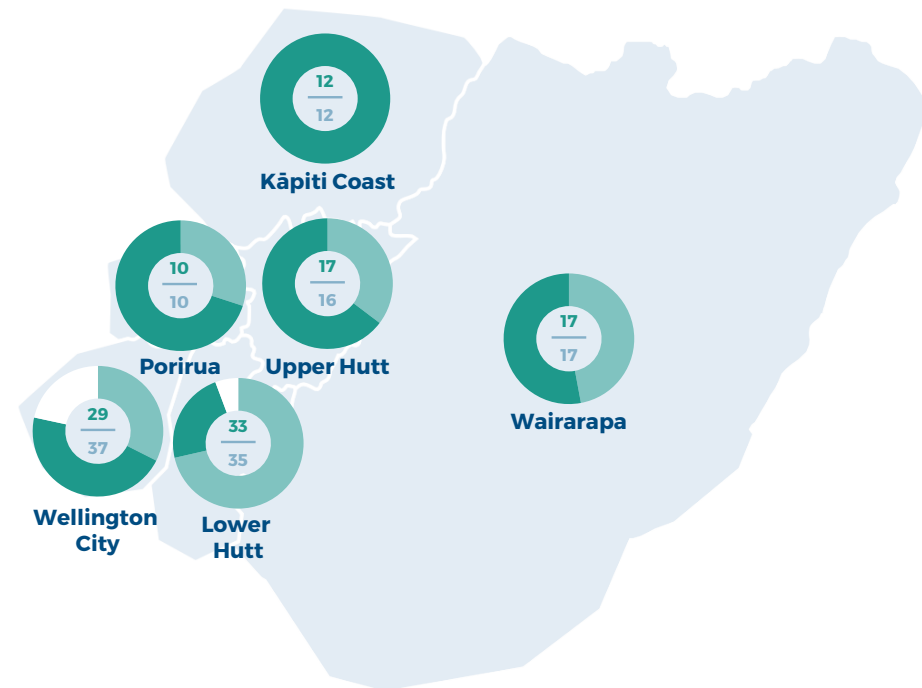 12
12
Kāpiti Coast
10
10
Porirua
17
16
Upper Hutt
17
17
Wairarapa
29
37
Wellington
City
33
35
Lower
Hutt